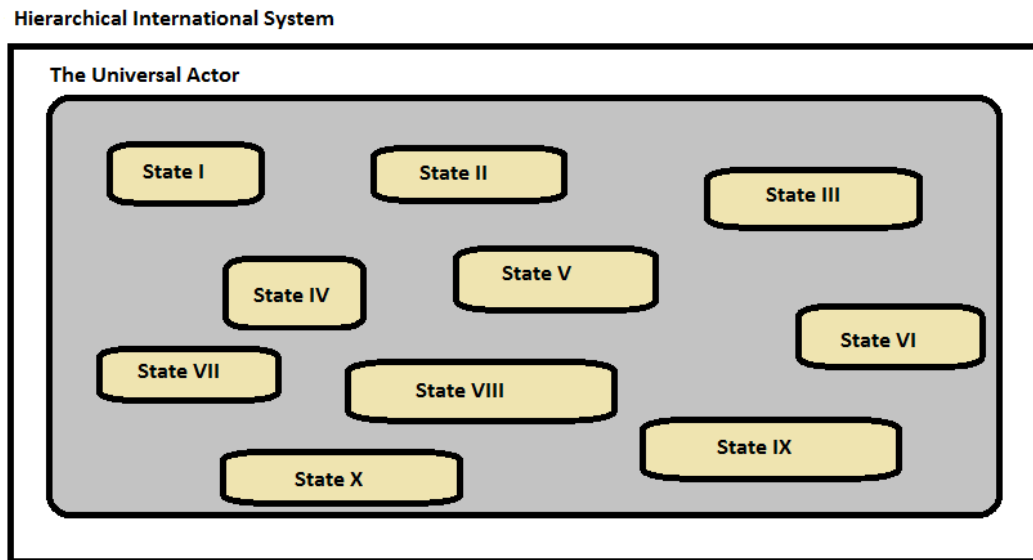 Hierarchical International System
The Universal Actor
State I
State II
State III
State IV
State V
State VI
State VII
State VIII
State IX
State X